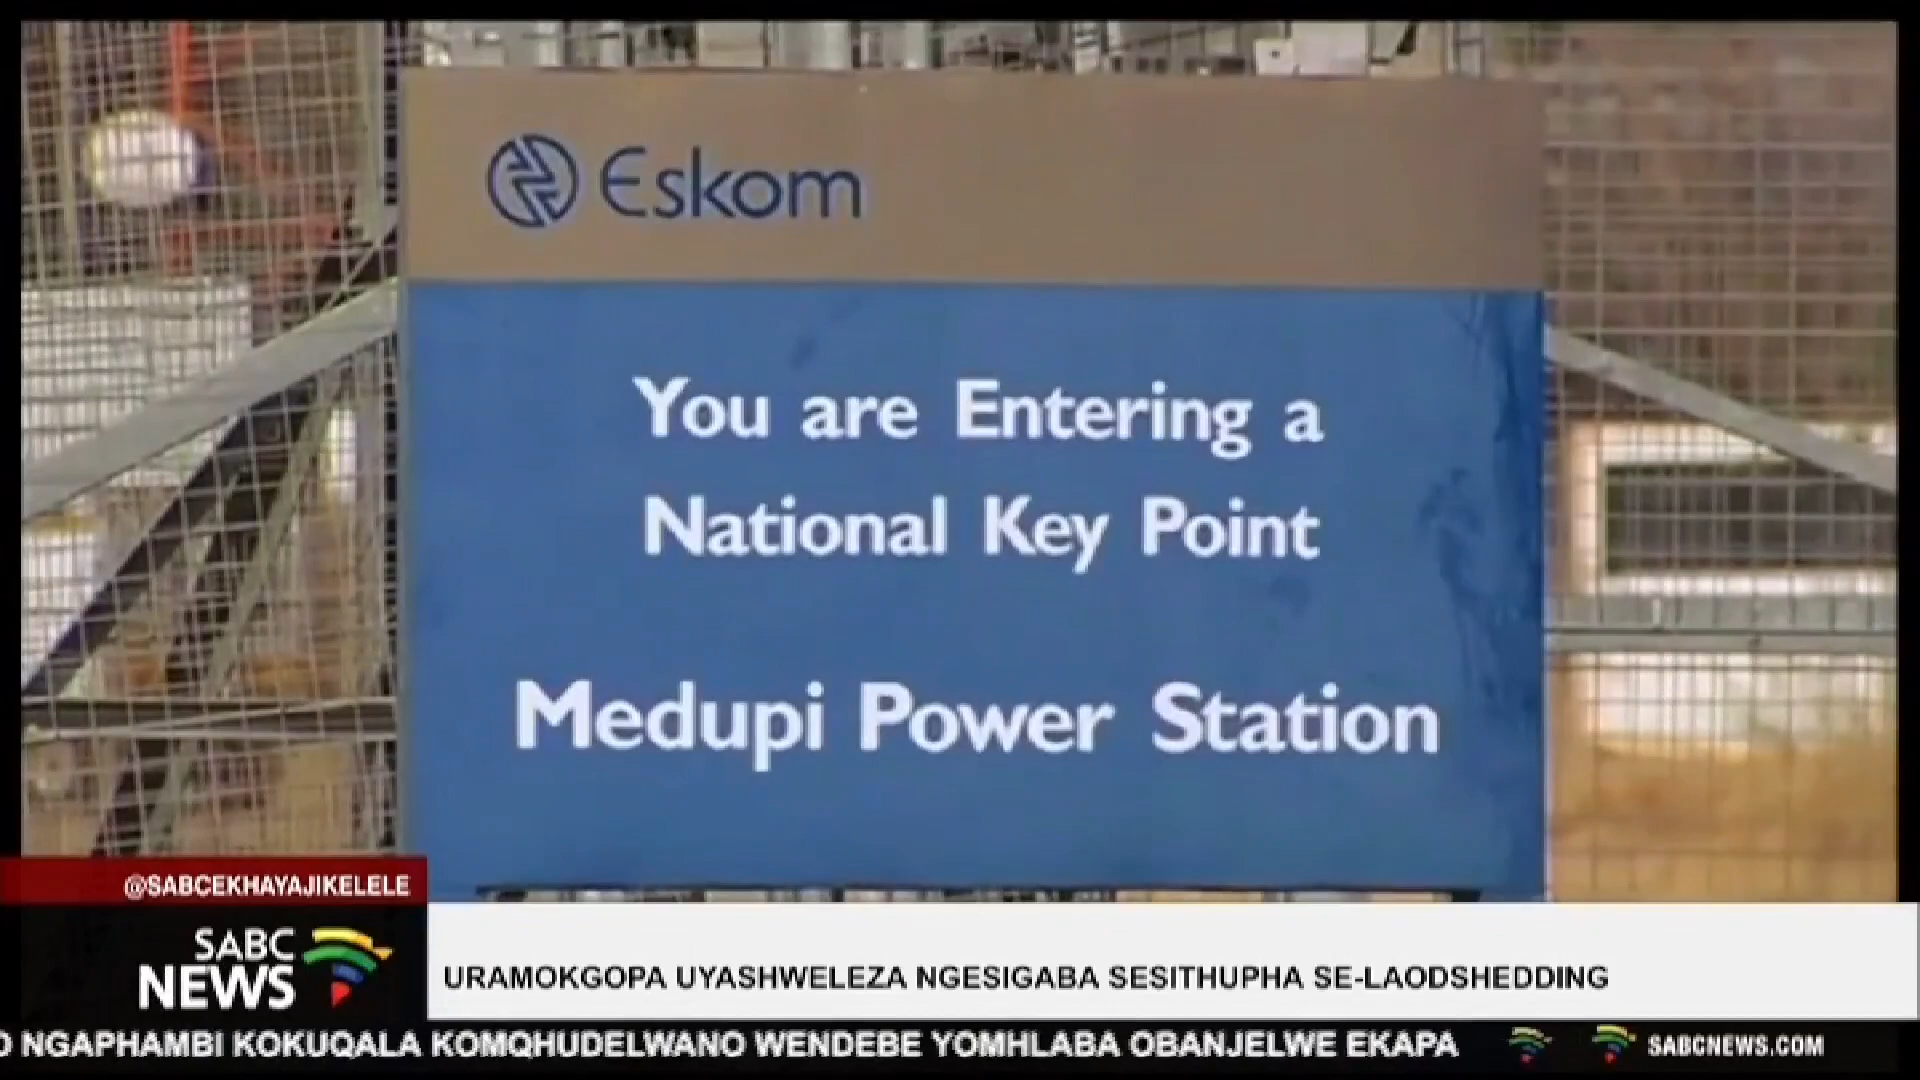 Eskom
You are Entering a
National Key Point
Medupi Power Station
@SABCEKHAYAJIKELELE
SABC
NEWS
URAMOKGOPA UYASHWELEZA NGESIGABA SESITHUPHA SE-LAODSHEDDING
O NGAPHAMBI KOKUQALA KOMQHUDELWANO WENDEBE YOMHLABA OBANJELWE EKAPA
SABCNEWS.COM